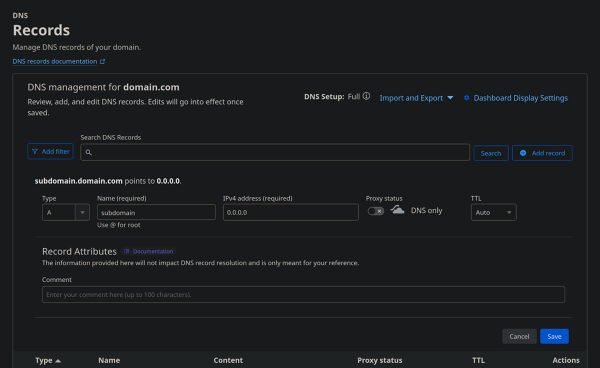 DNS
Records
Manage DNS records of your domain.
DNS records documentation
DNS management for domain.com
Review, add, and edit DNS records. Edits will go into effect once
saved.
DNS Setup: Full
Import and Export
Dashboard Display Settings
Search DNS Records
Add filter
Search
Add record
subdomain.domain.com points to 0.0.0.0.
Type Name (required) IPv4 address (required) Proxy status TTL
A subdomain 0.0.0.0 DNS only Auto
Use @ for root
Record Attributes Documentation
The information provided here will not impact DNS record resolution and is only meant for your reference.
Comment
Enter your comment here (up to 100 characters).
Cancel Save
Type Name Content Proxy status TTL Actions